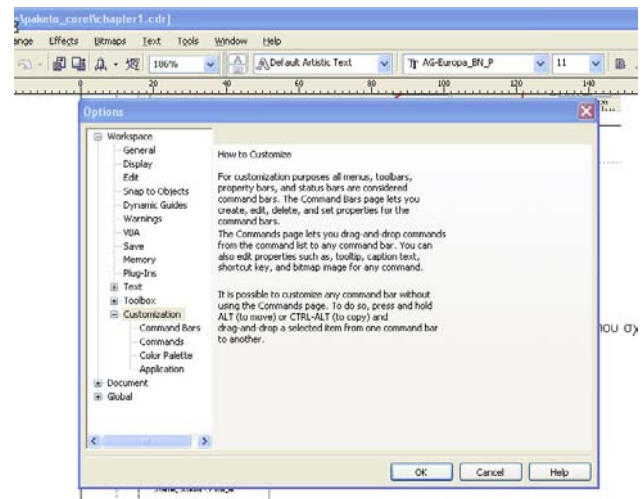 \paketo_corel\chapter1.cdr]
ange Effects Bitmaps Text Tools Window Help
106% Default Artistic Text AG-Europa_BN_P 11
0 20 40 60 80 100 120 140
Options
Workspace
General
Display
Edit
Snap to Objects
Dynamic Guides
Warnings
VBA
Save
Memory
Plug-Ins
Text
Toolbox
Customization
Command Bars
Commands
Color Palette
Application
Document
Global
How to Customize
For customization purposes all menus, toolbars,
property bars, and status bars are considered
command bars. The Command Bars page lets you
create, edit, delete, and set properties for the
command bars.
The Commands page lets you drag-and-drop commands
from the command list to any command bar. You can
also edit properties such as, tooltip, caption text,
shortcut key, and bitmap image for any command.
It is possible to customize any command bar without
using the Commands page. To do so, press and hold
ALT (to move) or CTRL-ALT (to copy) and
drag-and-drop a selected item from one command bar
to another.
που σχ
OK Cancel Help